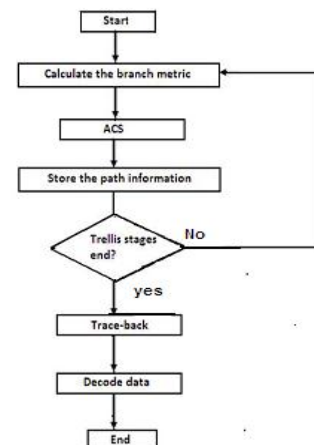 Start
Calculate the branch metric
ACS
Store the path information
Trellis stages
end?
No
yes
Trace-back
Decode data
End